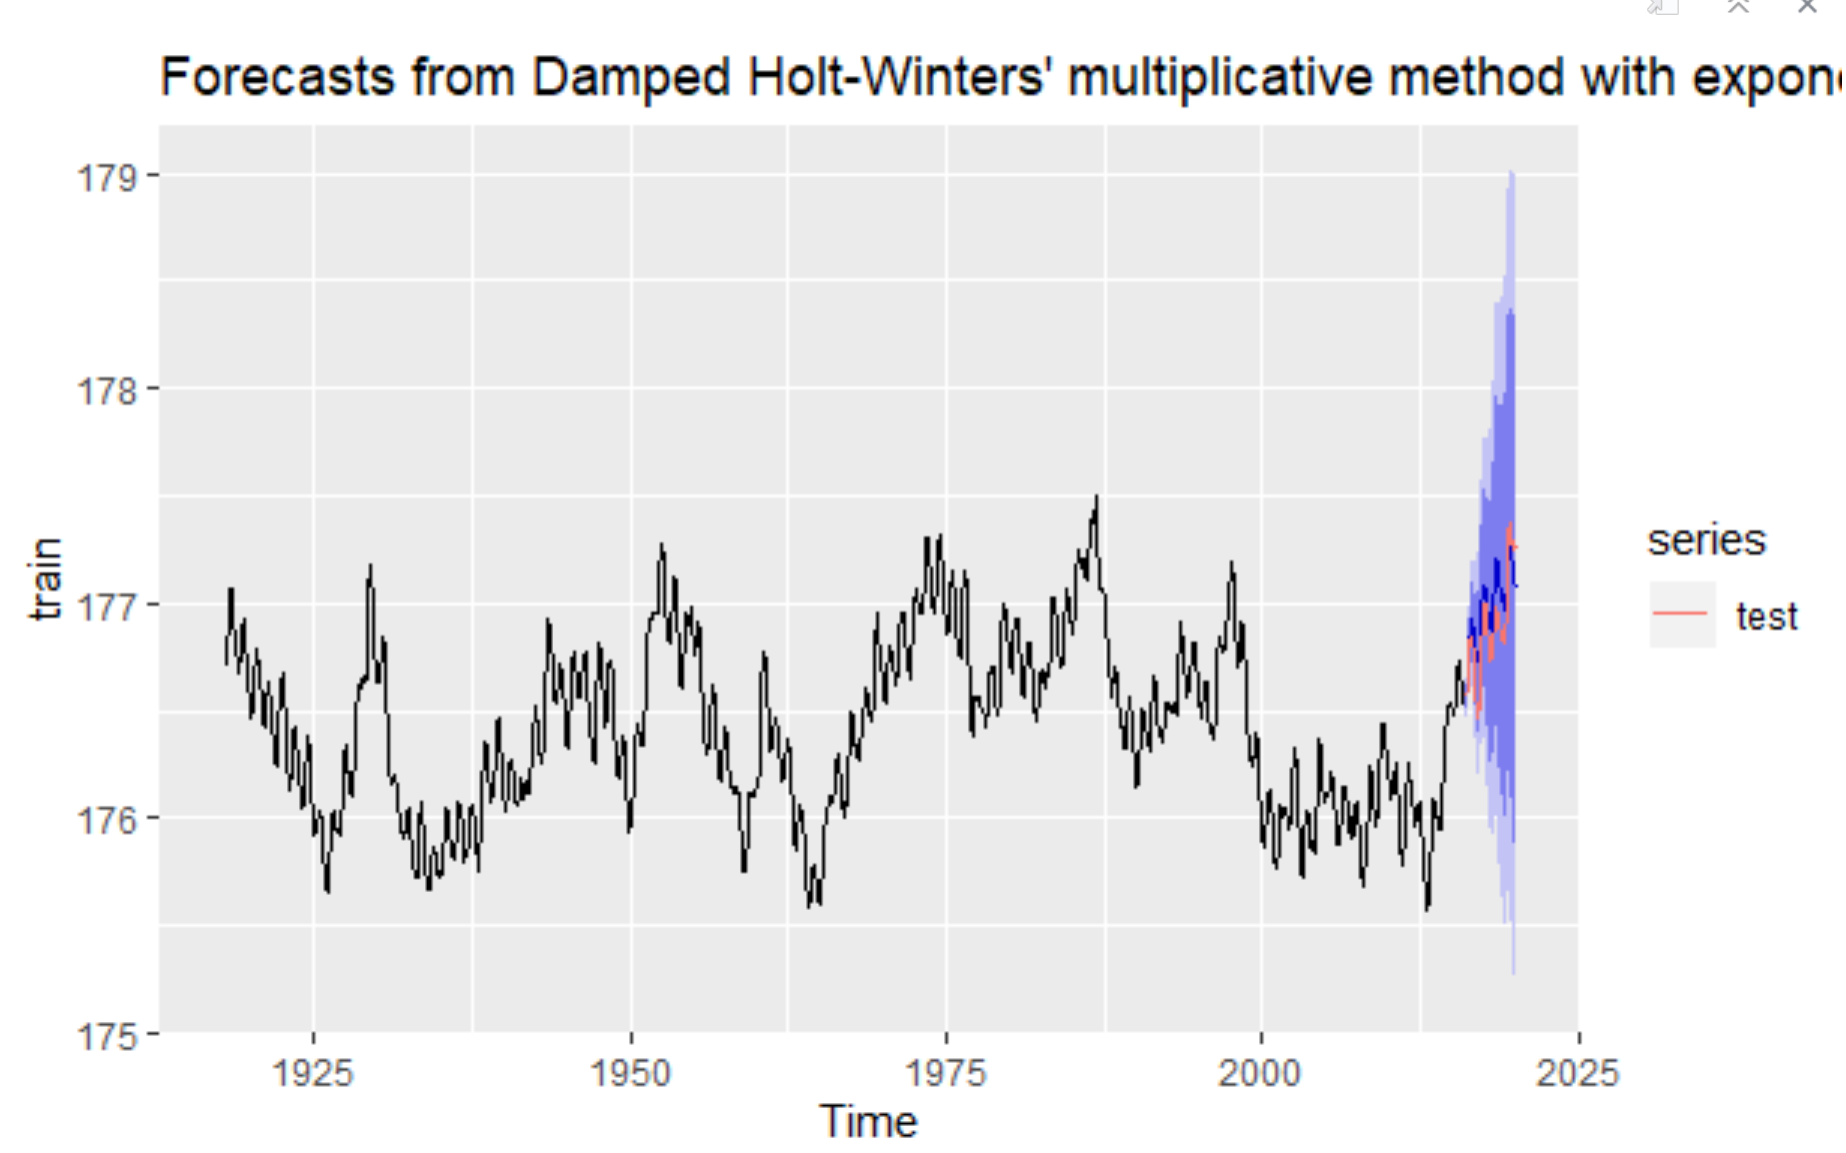 Forecasts from Damped Holt-Winters' multiplicative method with expone
179
178
177
176
175
train
1925
1950
1975
2000
2025
Time
series
test